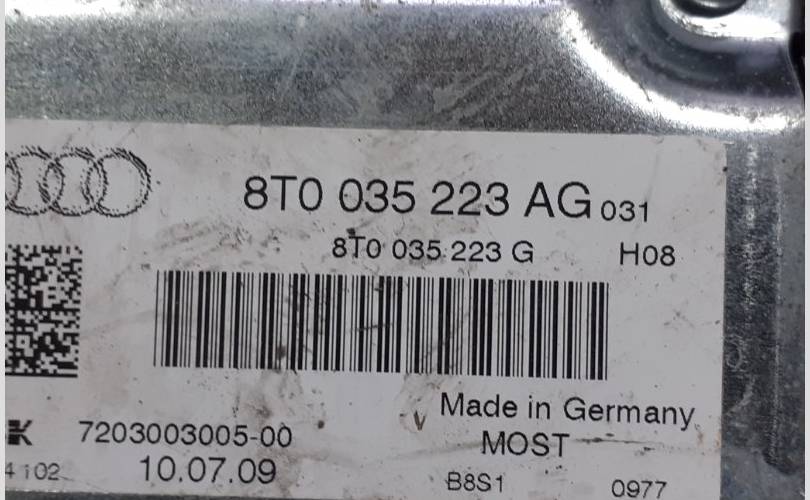 8T0 035 223 AG 031
8T0 035 223 G H08
Made in Germany
7203003005-00 MOST
10.07.09 B8S1 0977